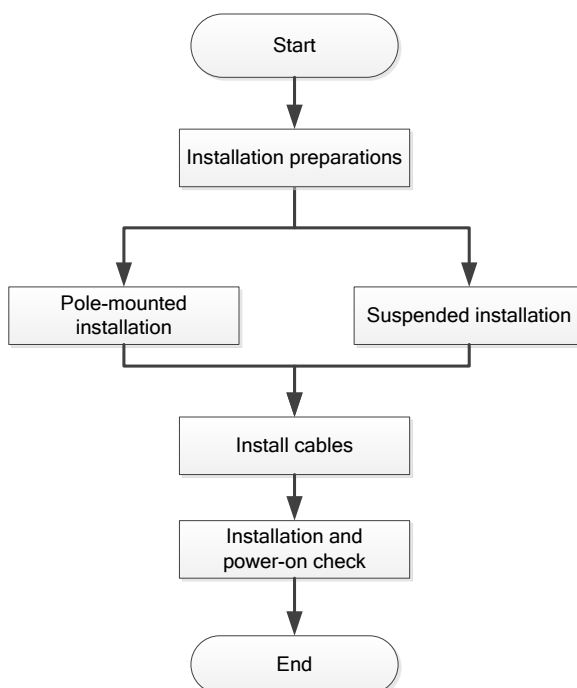 Start
Installation preparations
Pole-mounted
installation
Suspended installation
Install cables
Installation and
power-on check
End